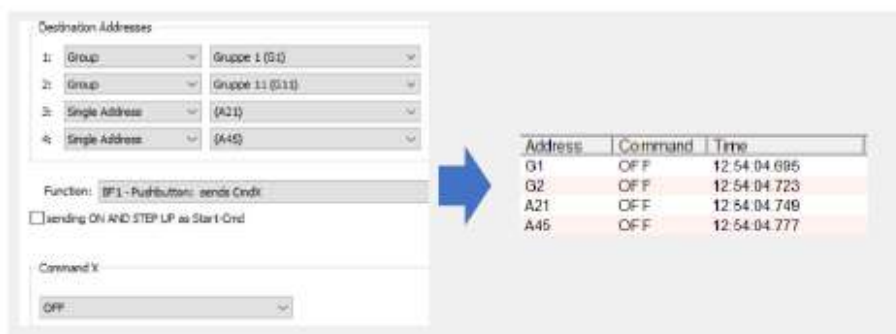 Destination Addresses
1: Group Gruppe 1 (G1)
2: Group Gruppe 11 (G11)
3: Single Address (A21)
4: Single Address (A45)
Function: BF1 - Pushbutton: sends CmdX
sending ON AND STEP UP as Start-Cmd
Command X
OFF
Address Command Time
G1 OFF 12:54:04.695
G2 OFF 12:54:04.723
A21 OFF 12:54:04.749
A45 OFF 12:54:04.777